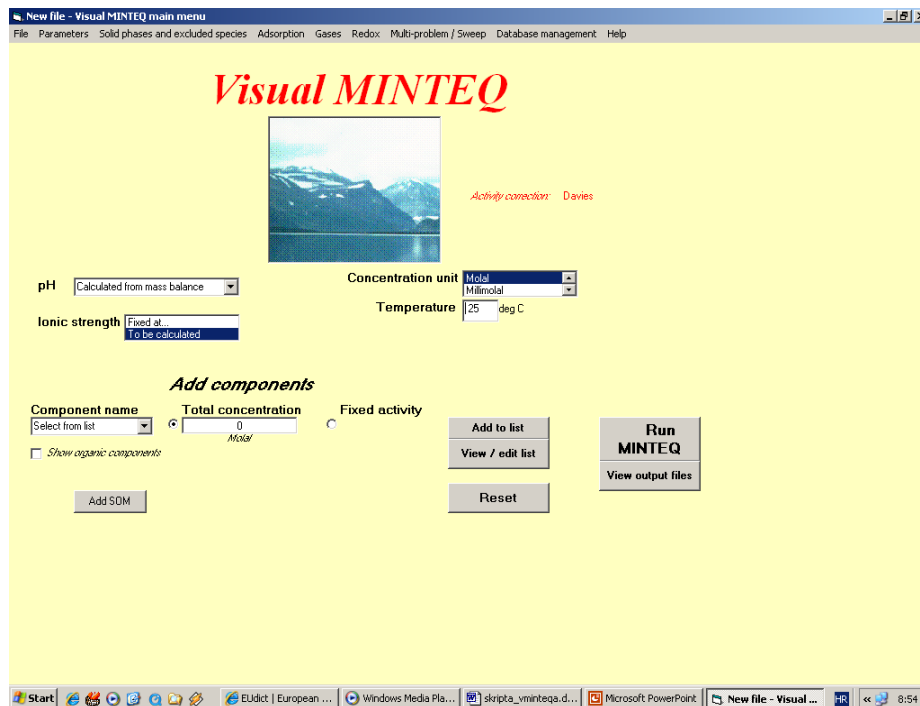 New file - Visual MINTEQ main menu
File Parameters Solid phases and excluded species Adsorption Gases Redox Multi-problem / Sweep Database management Help
Visual MINTEQ
Activity correction: Davies
pH Calculated from mass balance
Concentration unit Molal
Millimolal
Temperature 25 deg C
Ionic strength Fixed at...
To be calculated
Add components
Component name Total concentration Fixed activity
Select from list 0
Molal
Show organic components
Add to list
View / edit list
Run
MINTEQ
View output files
Add SOM
Reset
Start EUdict | European ... Windows Media Pla... skripta_vminteqa.d... Microsoft PowerPoint New file - Visual ... HR « 8:54